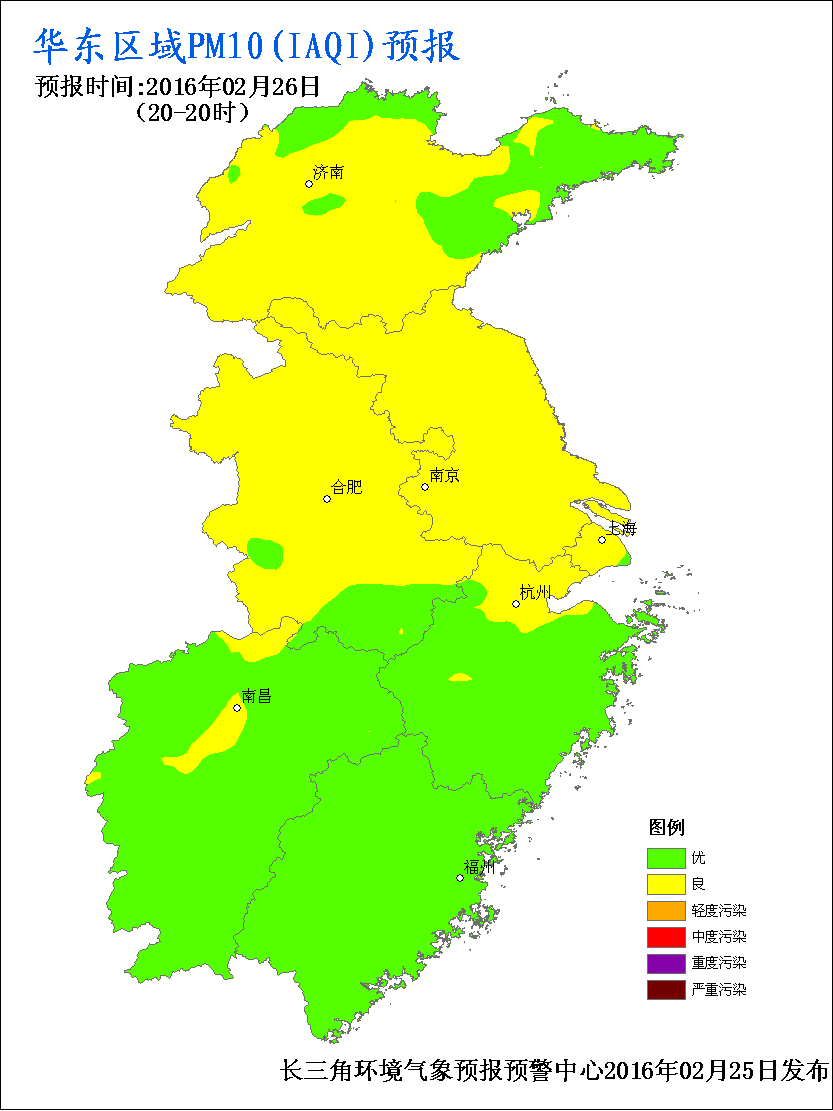 华东区域PM10(IAQI)预报
预报时间:2016年02月26日
(20-20时)
济南
南京
合肥
上海
杭州
南昌
图例
优
良
福州
轻度污染
中度污染
重度污染
严重污染
长三角环境气象预报预警中心2016年02月25日发布